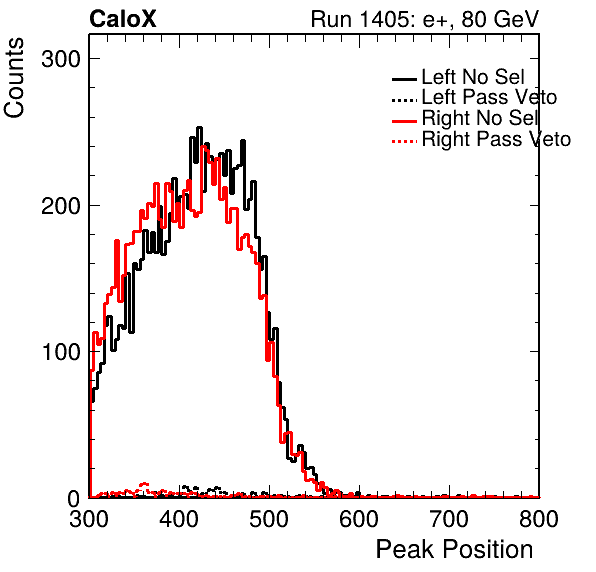 CaloX Run 1405: e+, 80 GeV
Counts
300
200
100
0
Left No Sel
Left Pass Veto
Right No Sel
Right Pass Veto
300 400 500 600 700 800
Peak Position